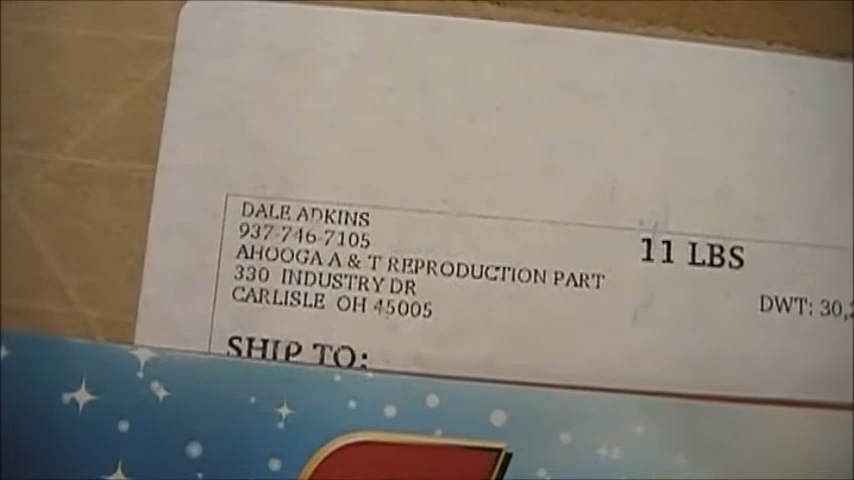 DALE ADKINS
937-746-7105
11 LBS
AHOOGA A & T REPRODUCTION PART
330 INDUSTRY DR
DWT: 30,2
CARLISLE OH 45005
SHIP TO: